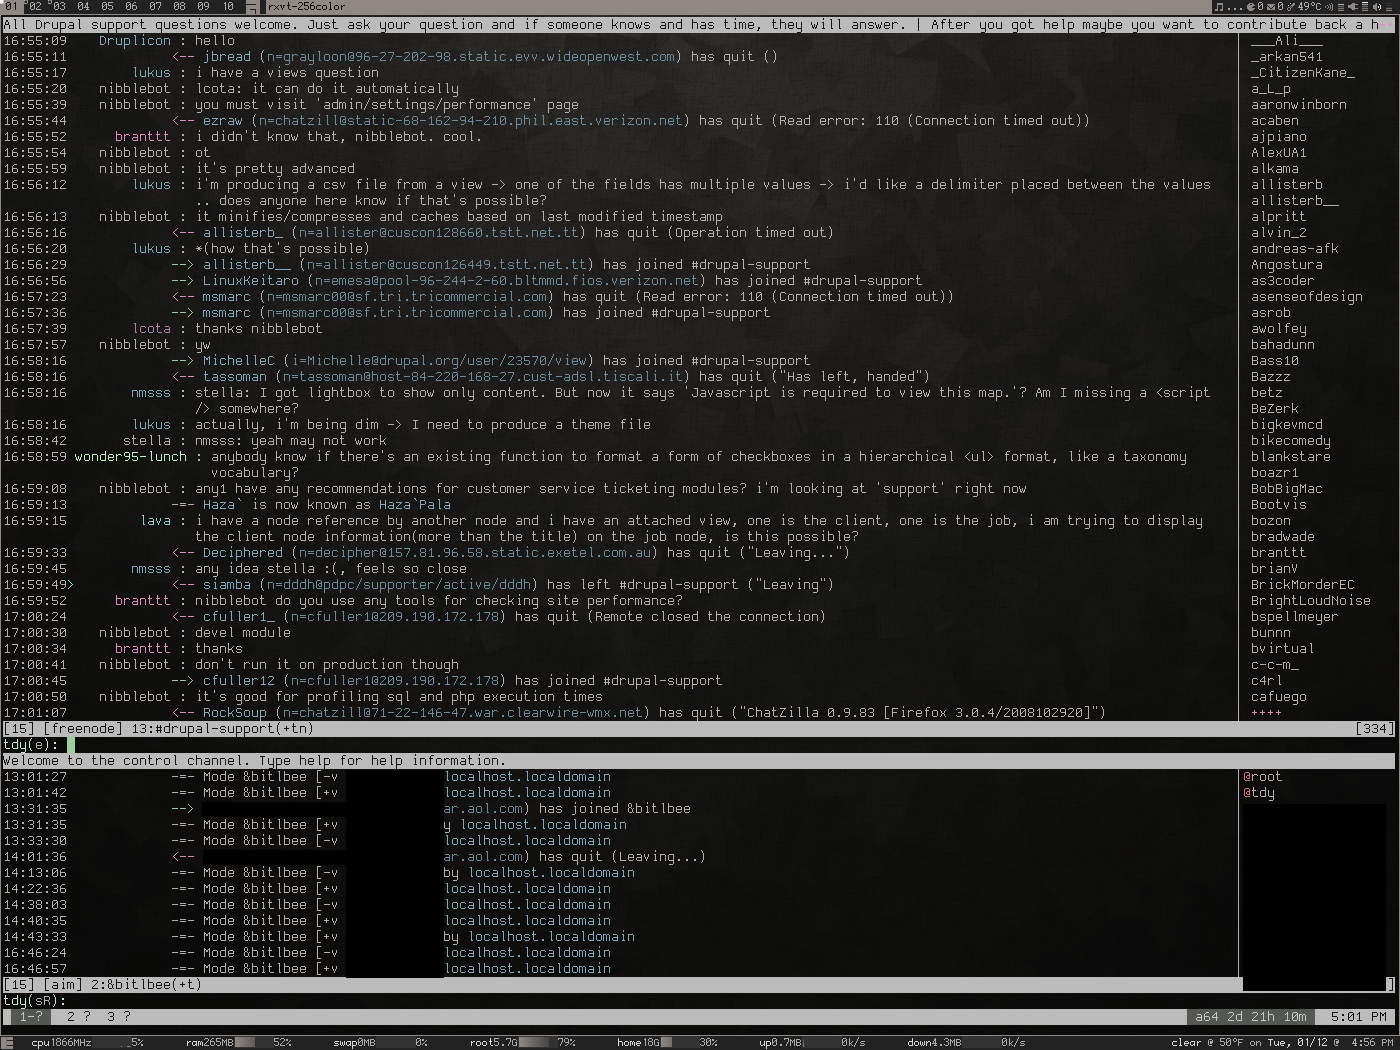 01 02 03 04 05 06 07 08 09 10 rxvt-256color ♫... 0 0 49°C
All Drupal support questions welcome. Just ask your question and if someone knows and has time, they will answer. | After you got help maybe you want to contribute back a h++
16:55:09 Druplicon : hello
16:55:11 <-- jbread (n=grayloon@96-27-202-98.static.evv.wideopenwest.com) has quit ()
16:55:17 lukus : i have a views question
16:55:20 nibblebot : lcota: it can do it automatically
16:55:39 nibblebot : you must visit 'admin/settings/performance' page
16:55:44 <-- ezraw (n=chatzill@static-68-162-94-210.phil.east.verizon.net) has quit (Read error: 110 (Connection timed out))
16:55:52 branttt : i didn't know that, nibblebot. cool.
16:55:54 nibblebot : ot
16:55:59 nibblebot : it's pretty advanced
16:56:12 lukus : i'm producing a csv file from a view -> one of the fields has multiple values -> i'd like a delimiter placed between the values
.. does anyone here know if that's possible?
16:56:13 nibblebot : it minifies/compresses and caches based on last modified timestamp
16:56:16 <-- allisterb_ (n=allister@cuscon128660.tstt.net.tt) has quit (Operation timed out)
16:56:20 lukus : *(how that's possible)
16:56:29 --> allisterb__ (n=allister@cuscon126449.tstt.net.tt) has joined #drupal-support
16:56:56 --> LinuxKeitaro (n=emesa@pool-96-244-2-60.bltmmd.fios.verizon.net) has joined #drupal-support
16:57:23 <-- msmarc (n=msmarc00@sf.tri.tricommercial.com) has quit (Read error: 110 (Connection timed out))
16:57:36 --> msmarc (n=msmarc00@sf.tri.tricommercial.com) has joined #drupal-support
16:57:39 lcota : thanks nibblebot
16:57:57 nibblebot : yw
16:58:16 --> MichelleC (i=Michelle@drupal.org/user/23570/view) has joined #drupal-support
16:58:16 <-- tassoman (n=tassoman@host-84-220-168-27.cust-adsl.tiscali.it) has quit ("Has left, handed")
16:58:16 nmsss : stella: I got lightbox to show only content. But now it says 'Javascript is required to view this map.'? Am I missing a <script
/> somewhere?
16:58:16 lukus : actually, i'm being dim -> I need to produce a theme file
16:58:42 stella : nmsss: yeah may not work
16:58:59 wonder95-lunch : anybody know if there's an existing function to format a form of checkboxes in a hierarchical <ul> format, like a taxonomy
vocabulary?
16:59:08 nibblebot : any1 have any recommendations for customer service ticketing modules? i'm looking at 'support' right now
16:59:13 -=- Haza` is now known as Haza`Pala
16:59:15 lava : i have a node reference by another node and i have an attached view, one is the client, one is the job, i am trying to display
the client node information(more than the title) on the job node, is this possible?
16:59:33 <-- Deciphered (n=decipher@157.81.96.58.static.exetel.com.au) has quit ("Leaving...")
16:59:45 nmsss : any idea stella :(, feels so close
16:59:49> <-- siamba (n=dddh@pdpc/supporter/active/dddh) has left #drupal-support ("Leaving")
16:59:52 branttt : nibblebot do you use any tools for checking site performance?
17:00:24 <-- cfuller1_ (n=cfuller1@209.190.172.178) has quit (Remote closed the connection)
17:00:30 nibblebot : devel module
17:00:34 branttt : thanks
17:00:41 nibblebot : don't run it on production though
17:00:45 --> cfuller12 (n=cfuller1@209.190.172.178) has joined #drupal-support
17:00:50 nibblebot : it's good for profiling sql and php execution times
17:01:07 <-- RockSoup (n=chatzill@71-22-146-47.war.clearwire-wmx.net) has quit ("ChatZilla 0.9.83 [Firefox 3.0.4/2008102920]")
___Ali___
_arkan541
_CitizenKane_
a_L_p
aaronwinborn
acaben
ajpiano
AlexUA1
alkama
allisterb
allisterb__
alpritt
alvin_2
andreas-afk
Angostura
as3coder
asenseofdesign
asrob
awolfey
bahadunn
Bass10
Bazzz
betz
BeZerk
bigkevmcd
bikecomedy
blankstare
boazr1
BobBigMac
Bootvis
bozon
bradwade
branttt
brianV
BrickMorderEC
BrightLoudNoise
bspellmeyer
bunnn
bvirtual
c-c-m_
c4rl
cafuego
++++
[15] [freenode] 13:#drupal-support(+tn) [334]
tdy(e):
Welcome to the control channel. Type help for help information.
13:01:27 -=- Mode &bitlbee [-v localhost.localdomain
13:01:42 -=- Mode &bitlbee [+v localhost.localdomain
13:31:35 --> ar.aol.com) has joined &bitlbee
13:31:35 -=- Mode &bitlbee [+v y localhost.localdomain
13:33:30 -=- Mode &bitlbee [-v localhost.localdomain
14:01:36 <-- ar.aol.com) has quit (Leaving...)
14:13:06 -=- Mode &bitlbee [-v by localhost.localdomain
14:22:36 -=- Mode &bitlbee [+v localhost.localdomain
14:38:03 -=- Mode &bitlbee [-v localhost.localdomain
14:40:35 -=- Mode &bitlbee [+v localhost.localdomain
14:43:33 -=- Mode &bitlbee [+v by localhost.localdomain
16:46:24 -=- Mode &bitlbee [-v localhost.localdomain
16:46:57 -=- Mode &bitlbee [+v localhost.localdomain
@root
@tdy
[15] [aim] 2:&bitlbee(+t) ]
tdy(sR):
1-? 2 ? 3 ? a64 2d 21h 10m 5:01 PM
cpu1866MHz 5% ram265MB 52% swap0MB 0% root5.7G 79% home18G 30% up0.7MB 0k/s down4.3MB 0k/s clear @ 50°F on Tue, 01/12 @ 4:56 PM